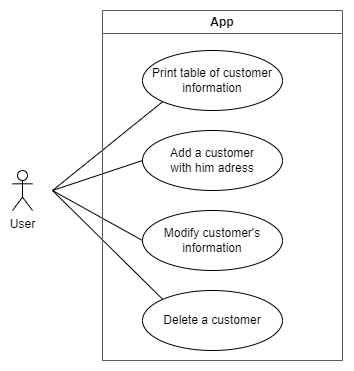 App
Print table of customer
information
Add a customer
with him adress
User
Modify customer's
information
Delete a customer